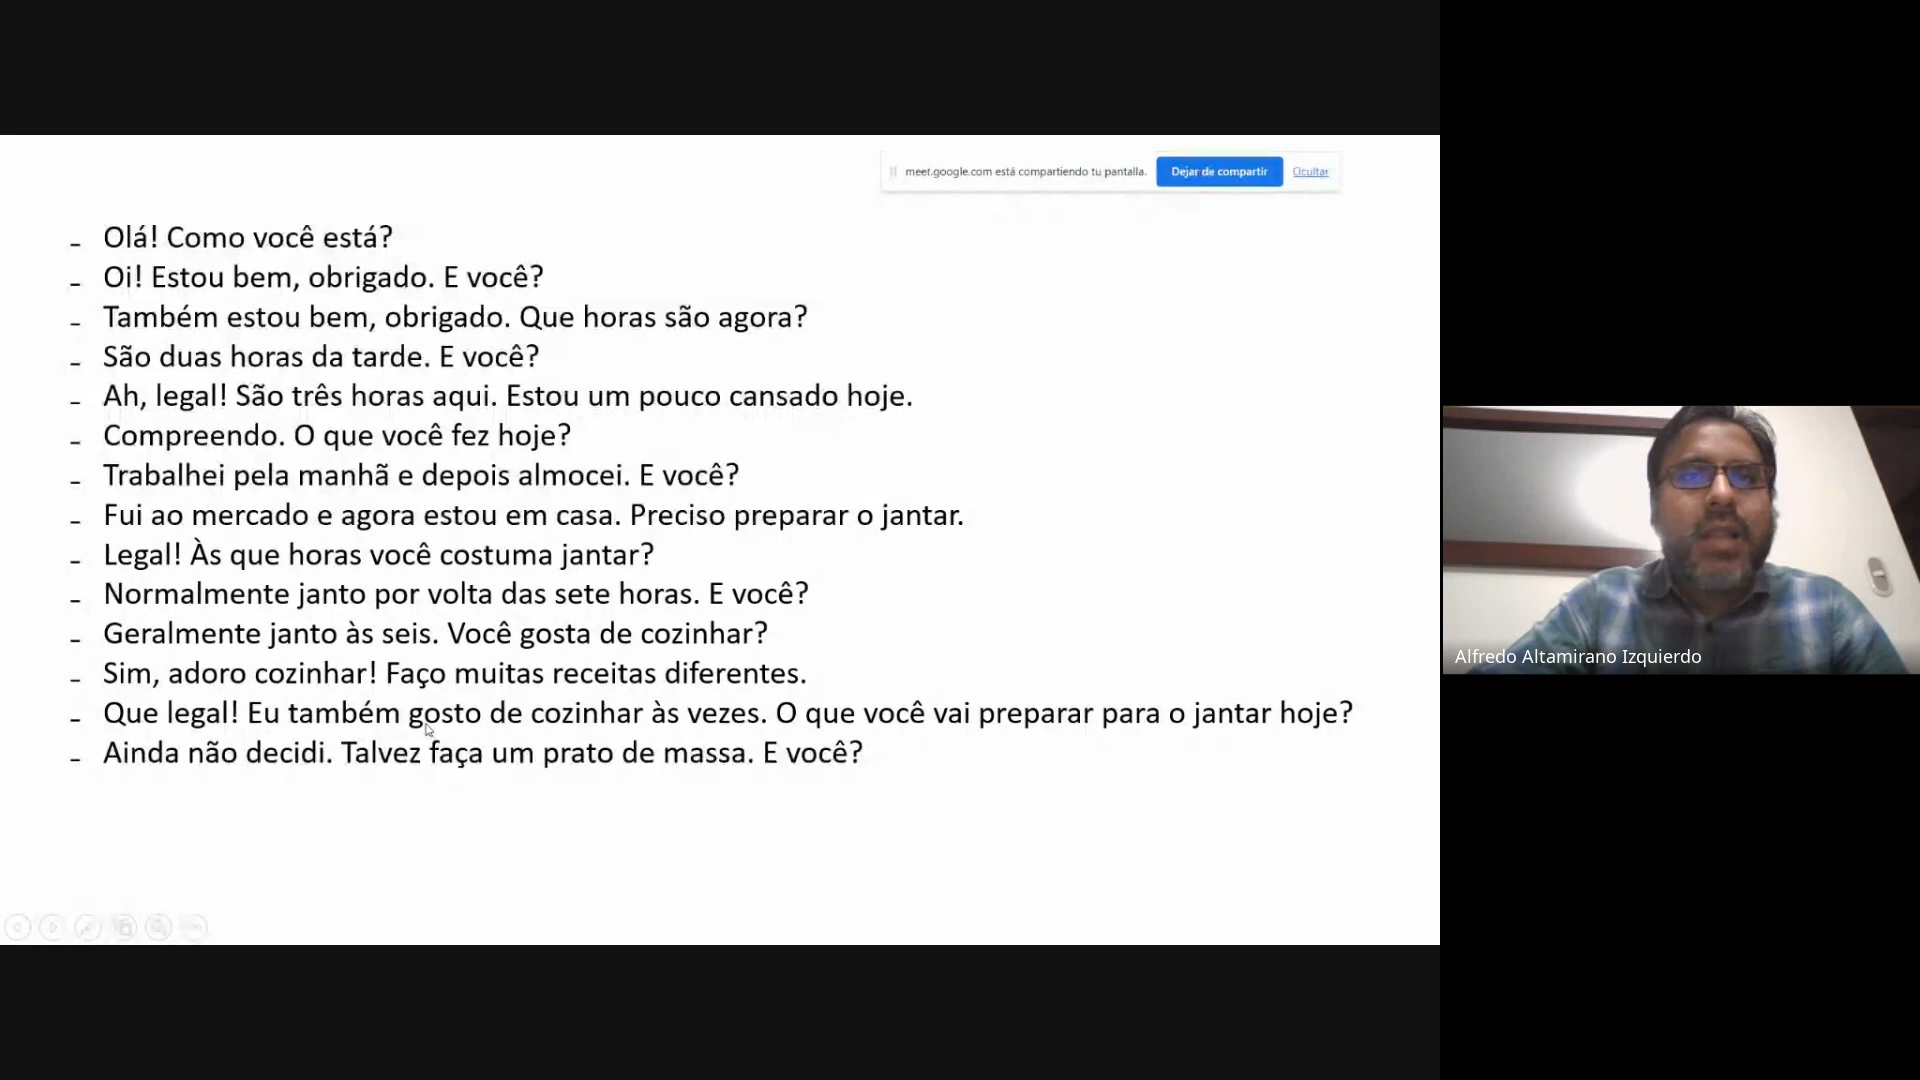 meet.google.com está compartiendo tu pantalla. Dejar de compartir Ocultar
- Olá! Como você está?
- Oi! Estou bem, obrigado. E você?
- Também estou bem, obrigado. Que horas são agora?
- São duas horas da tarde. E você?
- Ah, legal! São três horas aqui. Estou um pouco cansado hoje.
- Compreendo. O que você fez hoje?
- Trabalhei pela manhã e depois almocei. E você?
- Fui ao mercado e agora estou em casa. Preciso preparar o jantar.
- Legal! Às que horas você costuma jantar?
- Normalmente janto por volta das sete horas. E você?
- Geralmente janto às seis. Você gosta de cozinhar?
- Sim, adoro cozinhar! Faço muitas receitas diferentes.
- Que legal! Eu também gosto de cozinhar às vezes. O que você vai preparar para o jantar hoje?
- Ainda não decidi. Talvez faça um prato de massa. E você?
Alfredo Altamirano Izquierdo